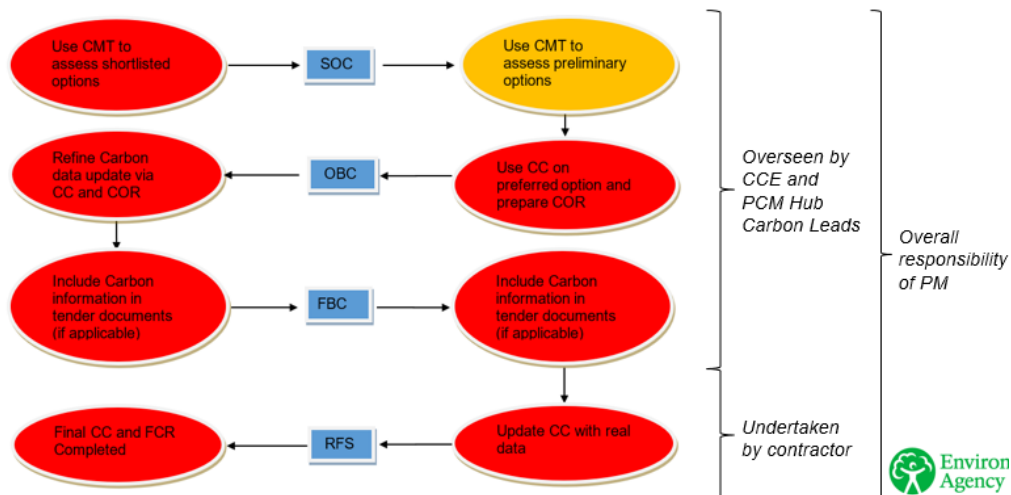 Use CMT to
assess shortlisted
options
SOC
Use CMT to
assess preliminary
options
Refine Carbon
data update via
CC and COR
OBC
Use CC on
preferred option and
prepare COR
Include Carbon
information in
tender documents
(if applicable)
FBC
Include Carbon
information in
tender documents
(if applicable)
Final CC and FCR
Completed
RFS
Update CC with real
data
Overseen by
CCE and
PCM Hub
Carbon Leads
Undertaken
by contractor
Overall
responsibility
of PM
Environ
Agency